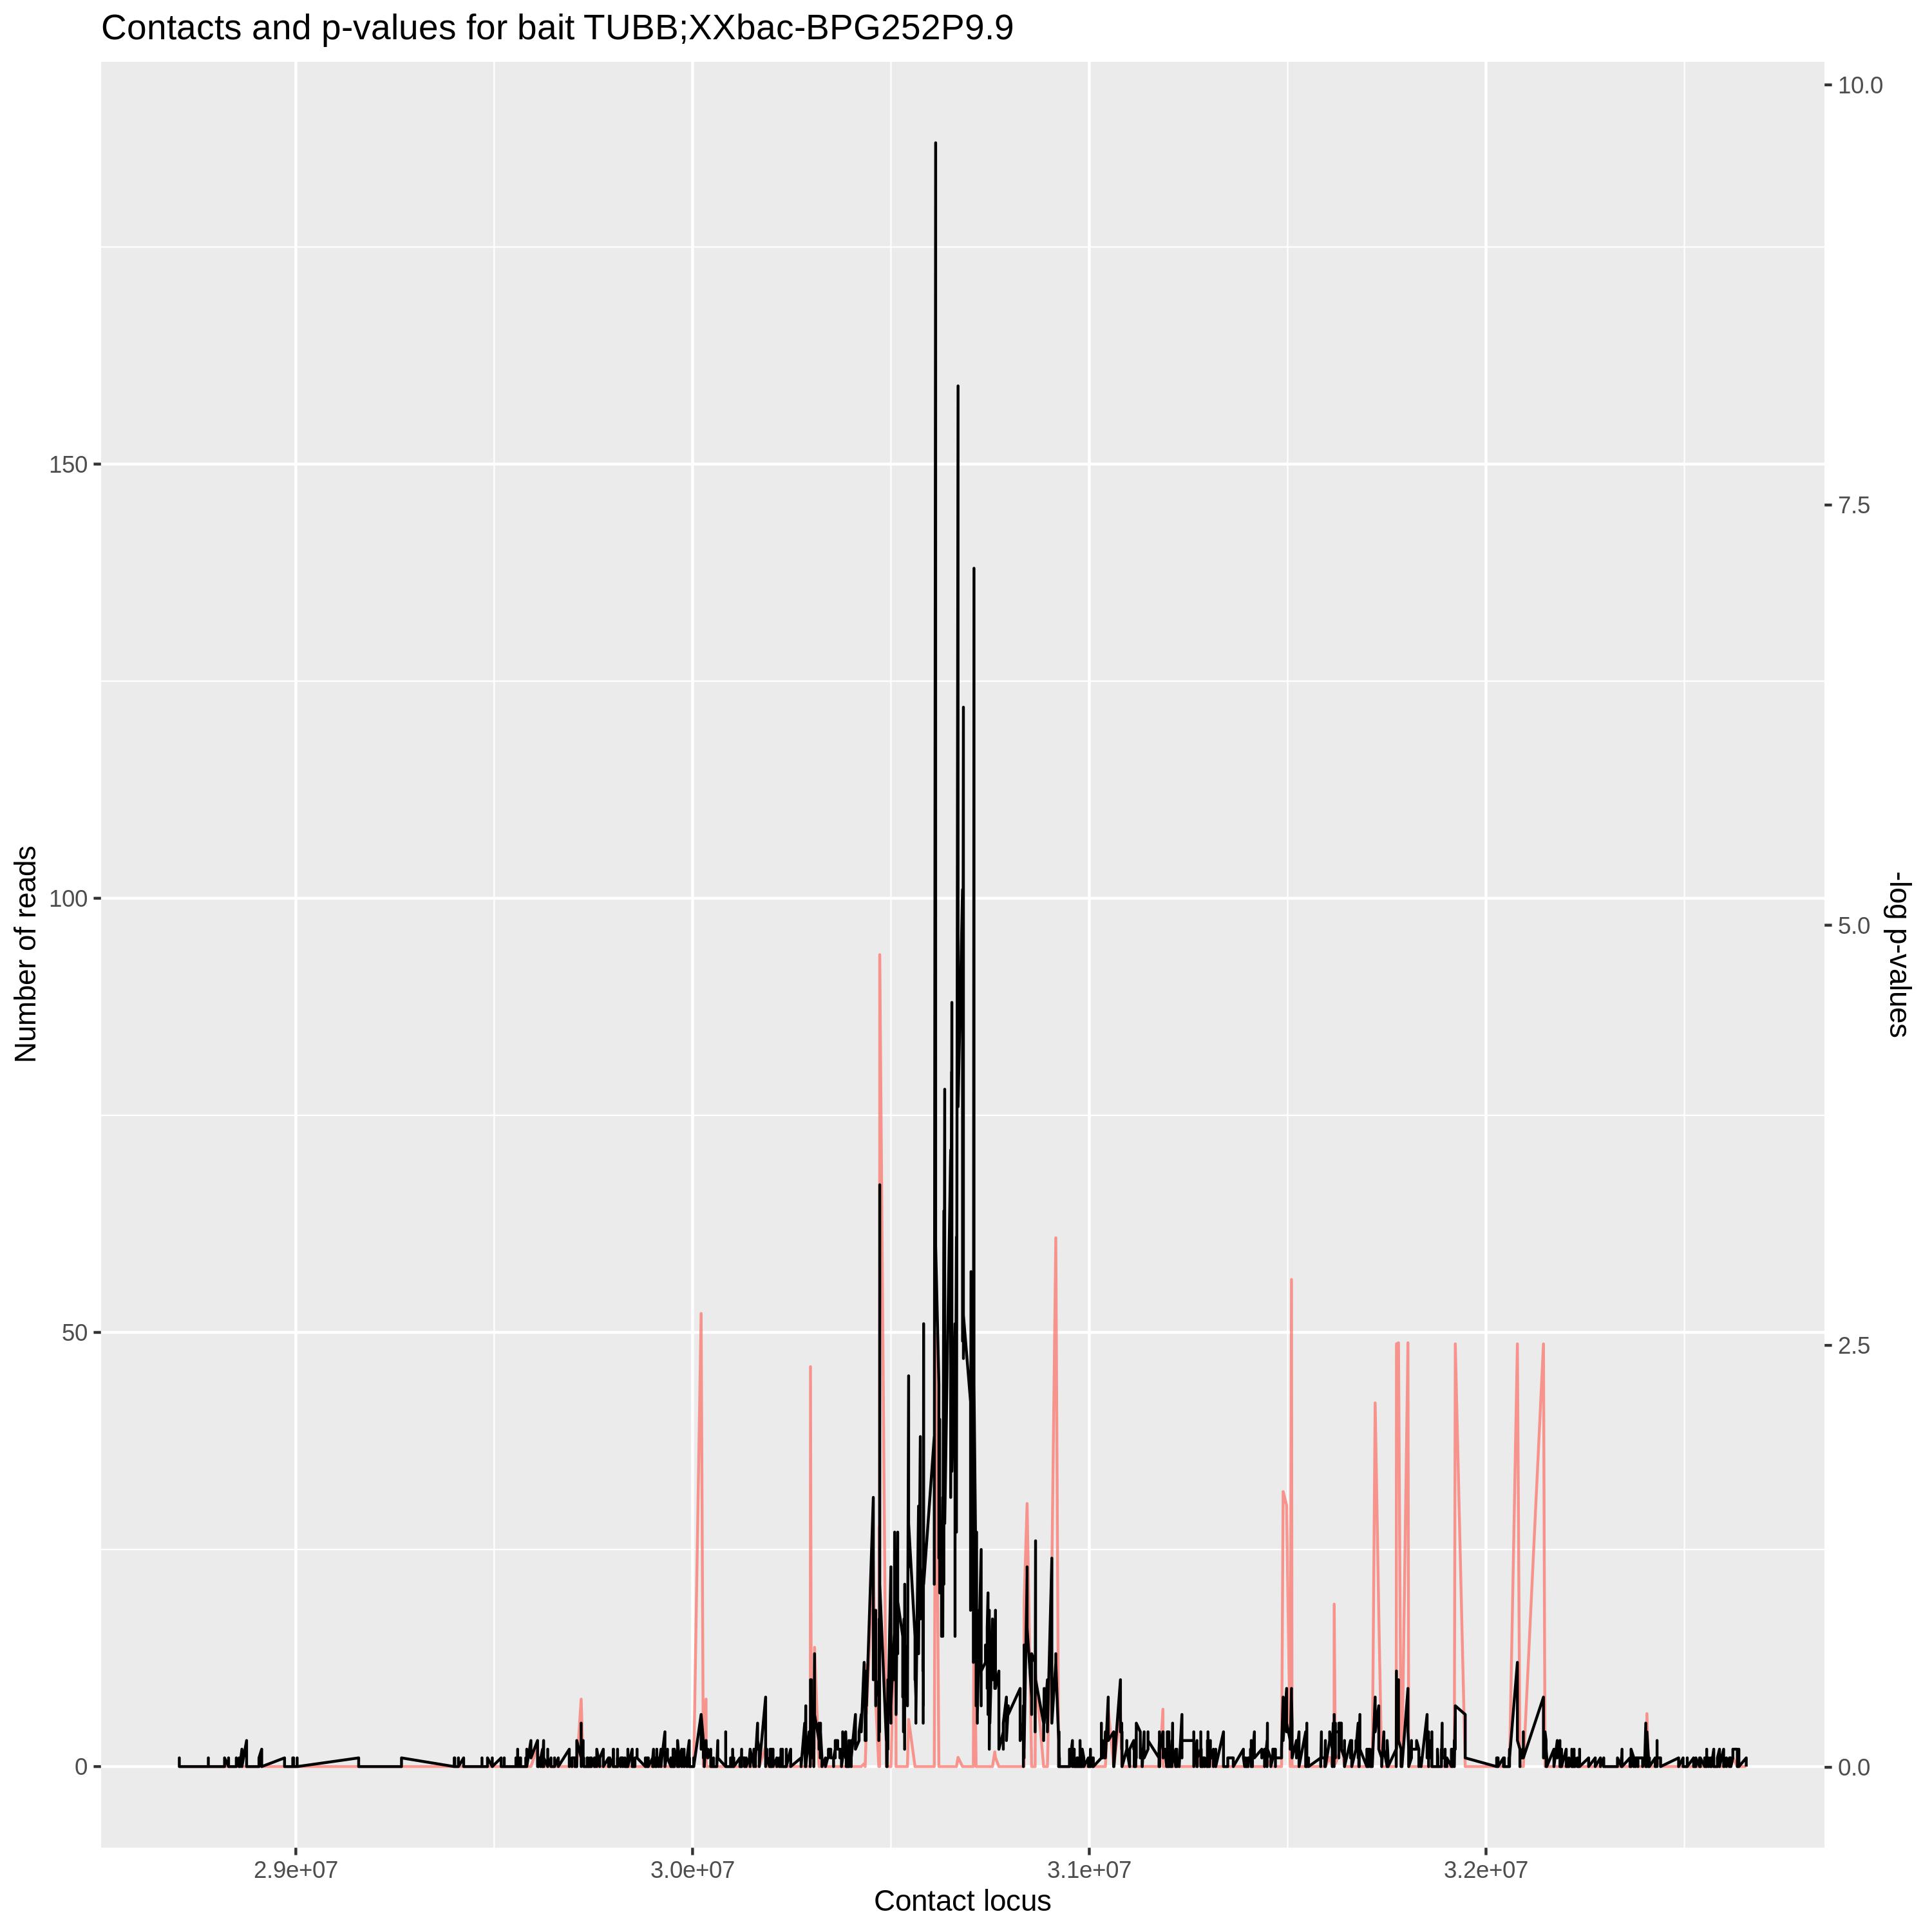 Contacts and p-values for bait TUBB;XXbac-BPG252P9.9
Number of reads
150
100
50
0
10.0
7.5
5.0
2.5
0.0
-log p-values
2.9e+07
3.0e+07
3.1e+07
3.2e+07
Contact locus